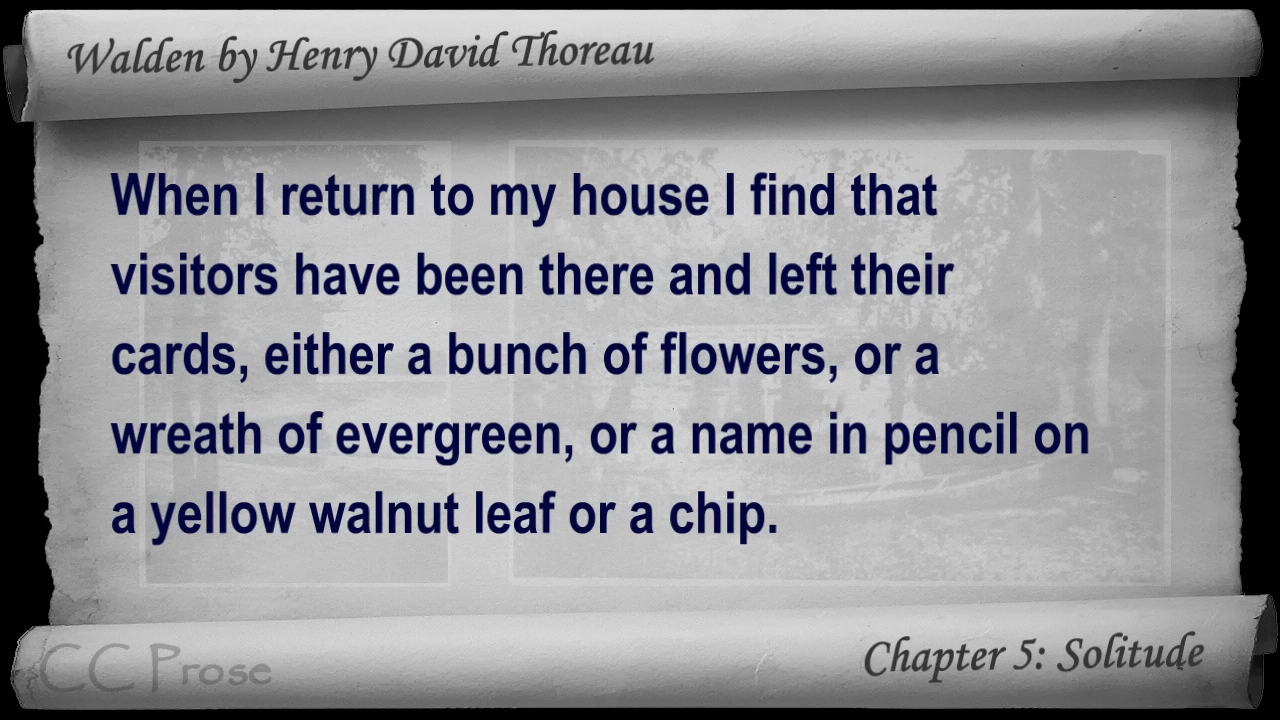 Walden by Henry David Thoreau
When I return to my house I find that
visitors have been there and left their
cards, either a bunch of flowers, or a
wreath of evergreen, or a name in pencil on
a yellow walnut leaf or a chip.
CC Prose
Chapter 5: Solitude